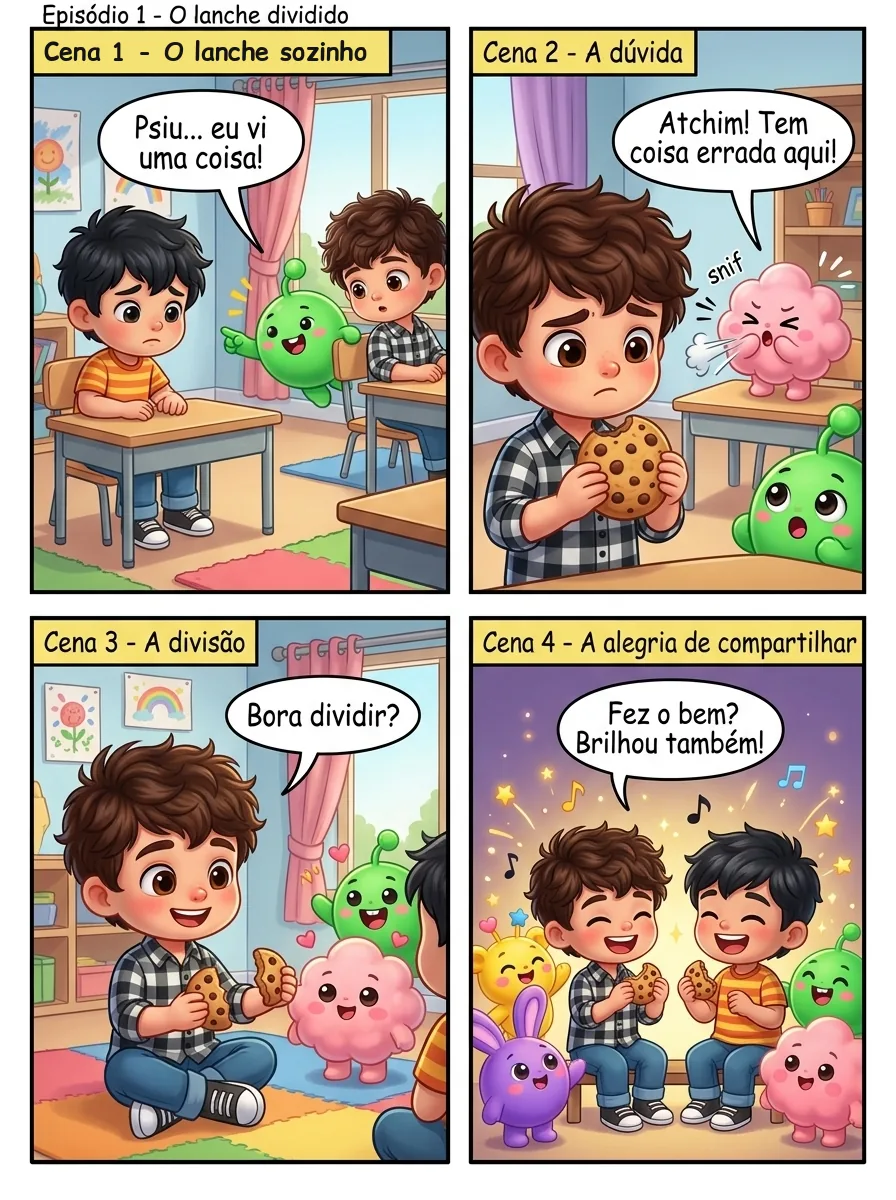 Episódio 1 - O lanche dividido
Cena 1 - O lanche sozinho
Psiu... eu vi
uma coisa!
Cena 2 - A dúvida
Atchim! Tem
coisa errada aqui!
snif
Cena 3 - A divisão
Bora dividir?
Cena 4 - A alegria de compartilhar
Fez o bem?
Brilhou também!